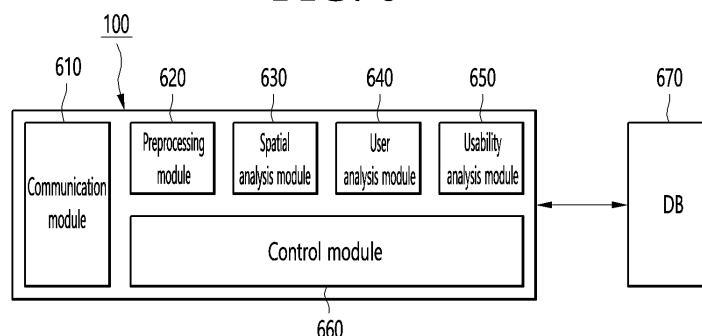 100
610
620
630
640
650
670
Communication
module
Preprocessing
module
Spatial
analysis module
User
analysis module
Usability
analysis module
Control module
DB
660